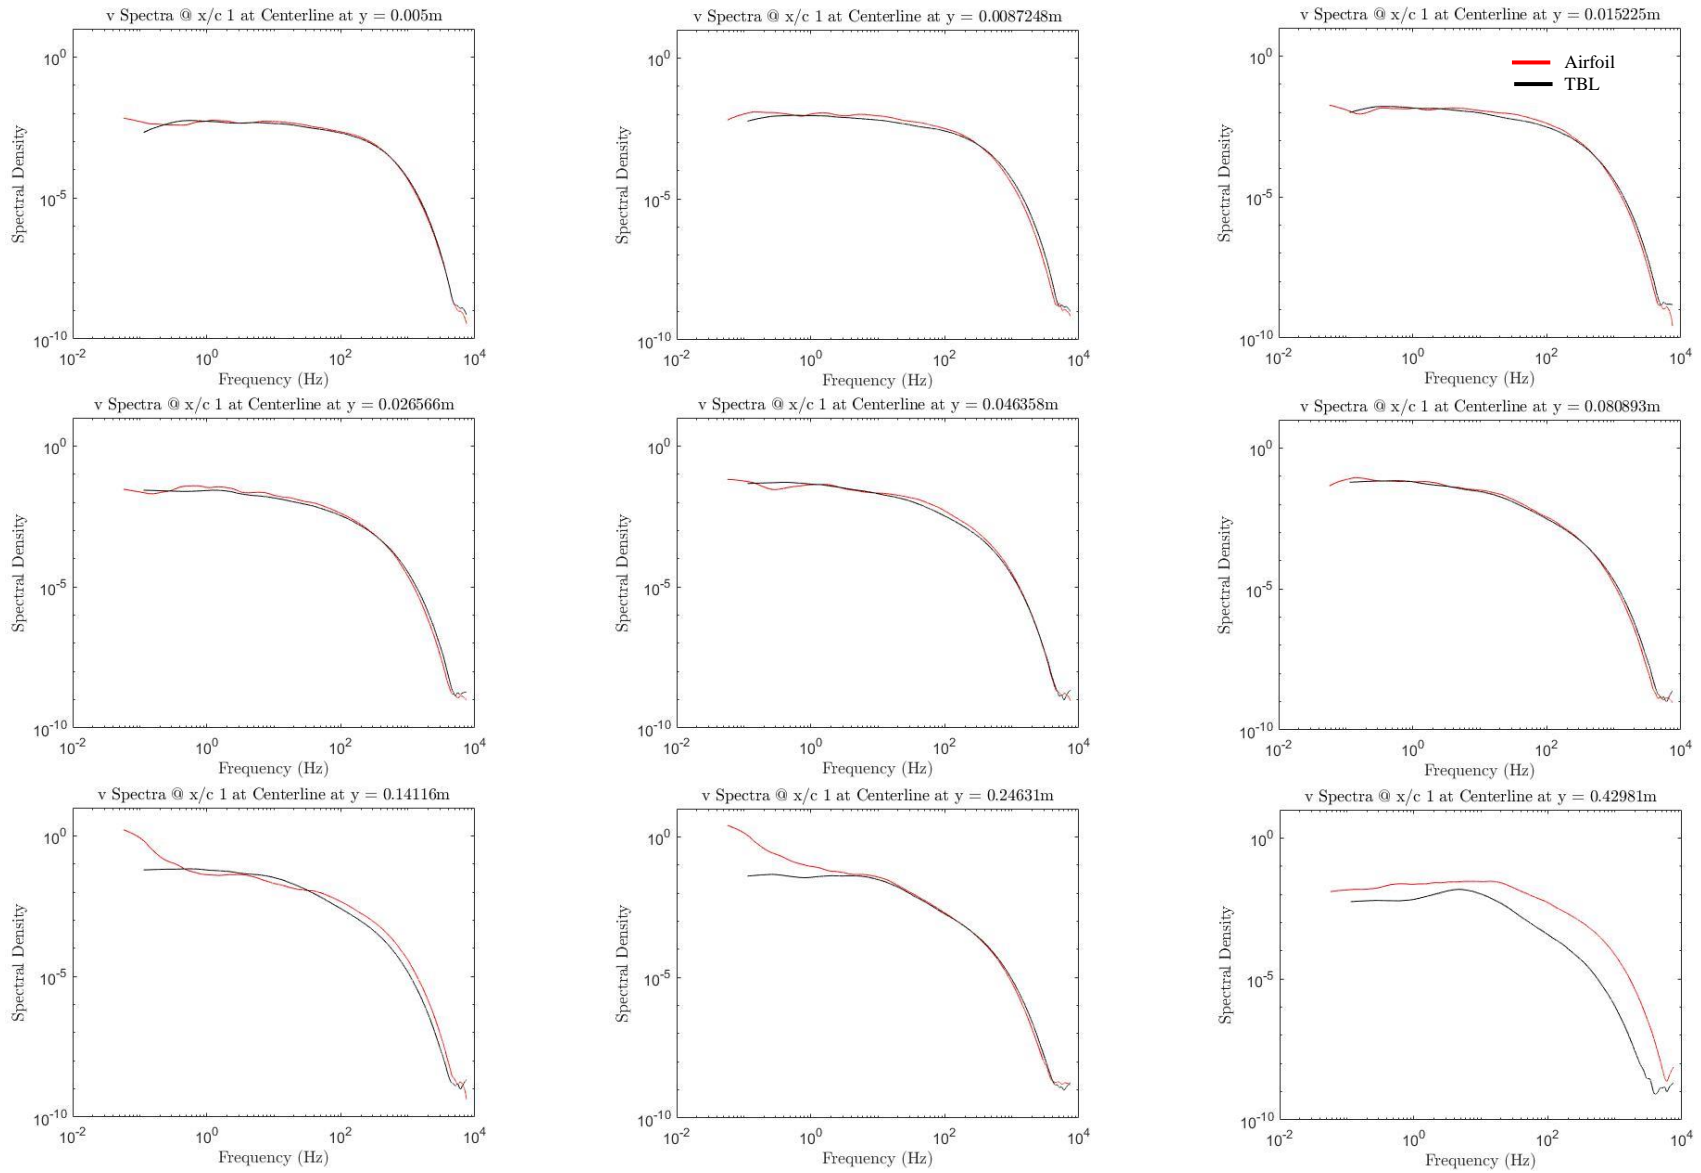 v Spectra @ x/c 1 at Centerline at y = 0.005m
10^0
10^-5
10^-10
Spectral Density
10^-2
10^0
10^2
10^4
Frequency (Hz)
v Spectra @ x/c 1 at Centerline at y = 0.0087248m
10^0
10^-5
10^-10
Spectral Density
10^-2
10^0
10^2
10^4
Frequency (Hz)
v Spectra @ x/c 1 at Centerline at y = 0.015225m
Airfoil
TBL
10^0
10^-5
10^-10
Spectral Density
10^-2
10^0
10^2
10^4
Frequency (Hz)
v Spectra @ x/c 1 at Centerline at y = 0.026566m
10^0
10^-5
10^-10
Spectral Density
10^-2
10^0
10^2
10^4
Frequency (Hz)
v Spectra @ x/c 1 at Centerline at y = 0.046358m
10^0
10^-5
10^-10
Spectral Density
10^-2
10^0
10^2
10^4
Frequency (Hz)
v Spectra @ x/c 1 at Centerline at y = 0.080893m
10^0
10^-5
10^-10
Spectral Density
10^-2
10^0
10^2
10^4
Frequency (Hz)
v Spectra @ x/c 1 at Centerline at y = 0.14116m
10^0
10^-5
10^-10
Spectral Density
10^-2
10^0
10^2
10^4
Frequency (Hz)
v Spectra @ x/c 1 at Centerline at y = 0.24631m
10^0
10^-5
10^-10
Spectral Density
10^-2
10^0
10^2
10^4
Frequency (Hz)
v Spectra @ x/c 1 at Centerline at y = 0.42981m
10^0
10^-5
10^-10
Spectral Density
10^-2
10^0
10^2
10^4
Frequency (Hz)